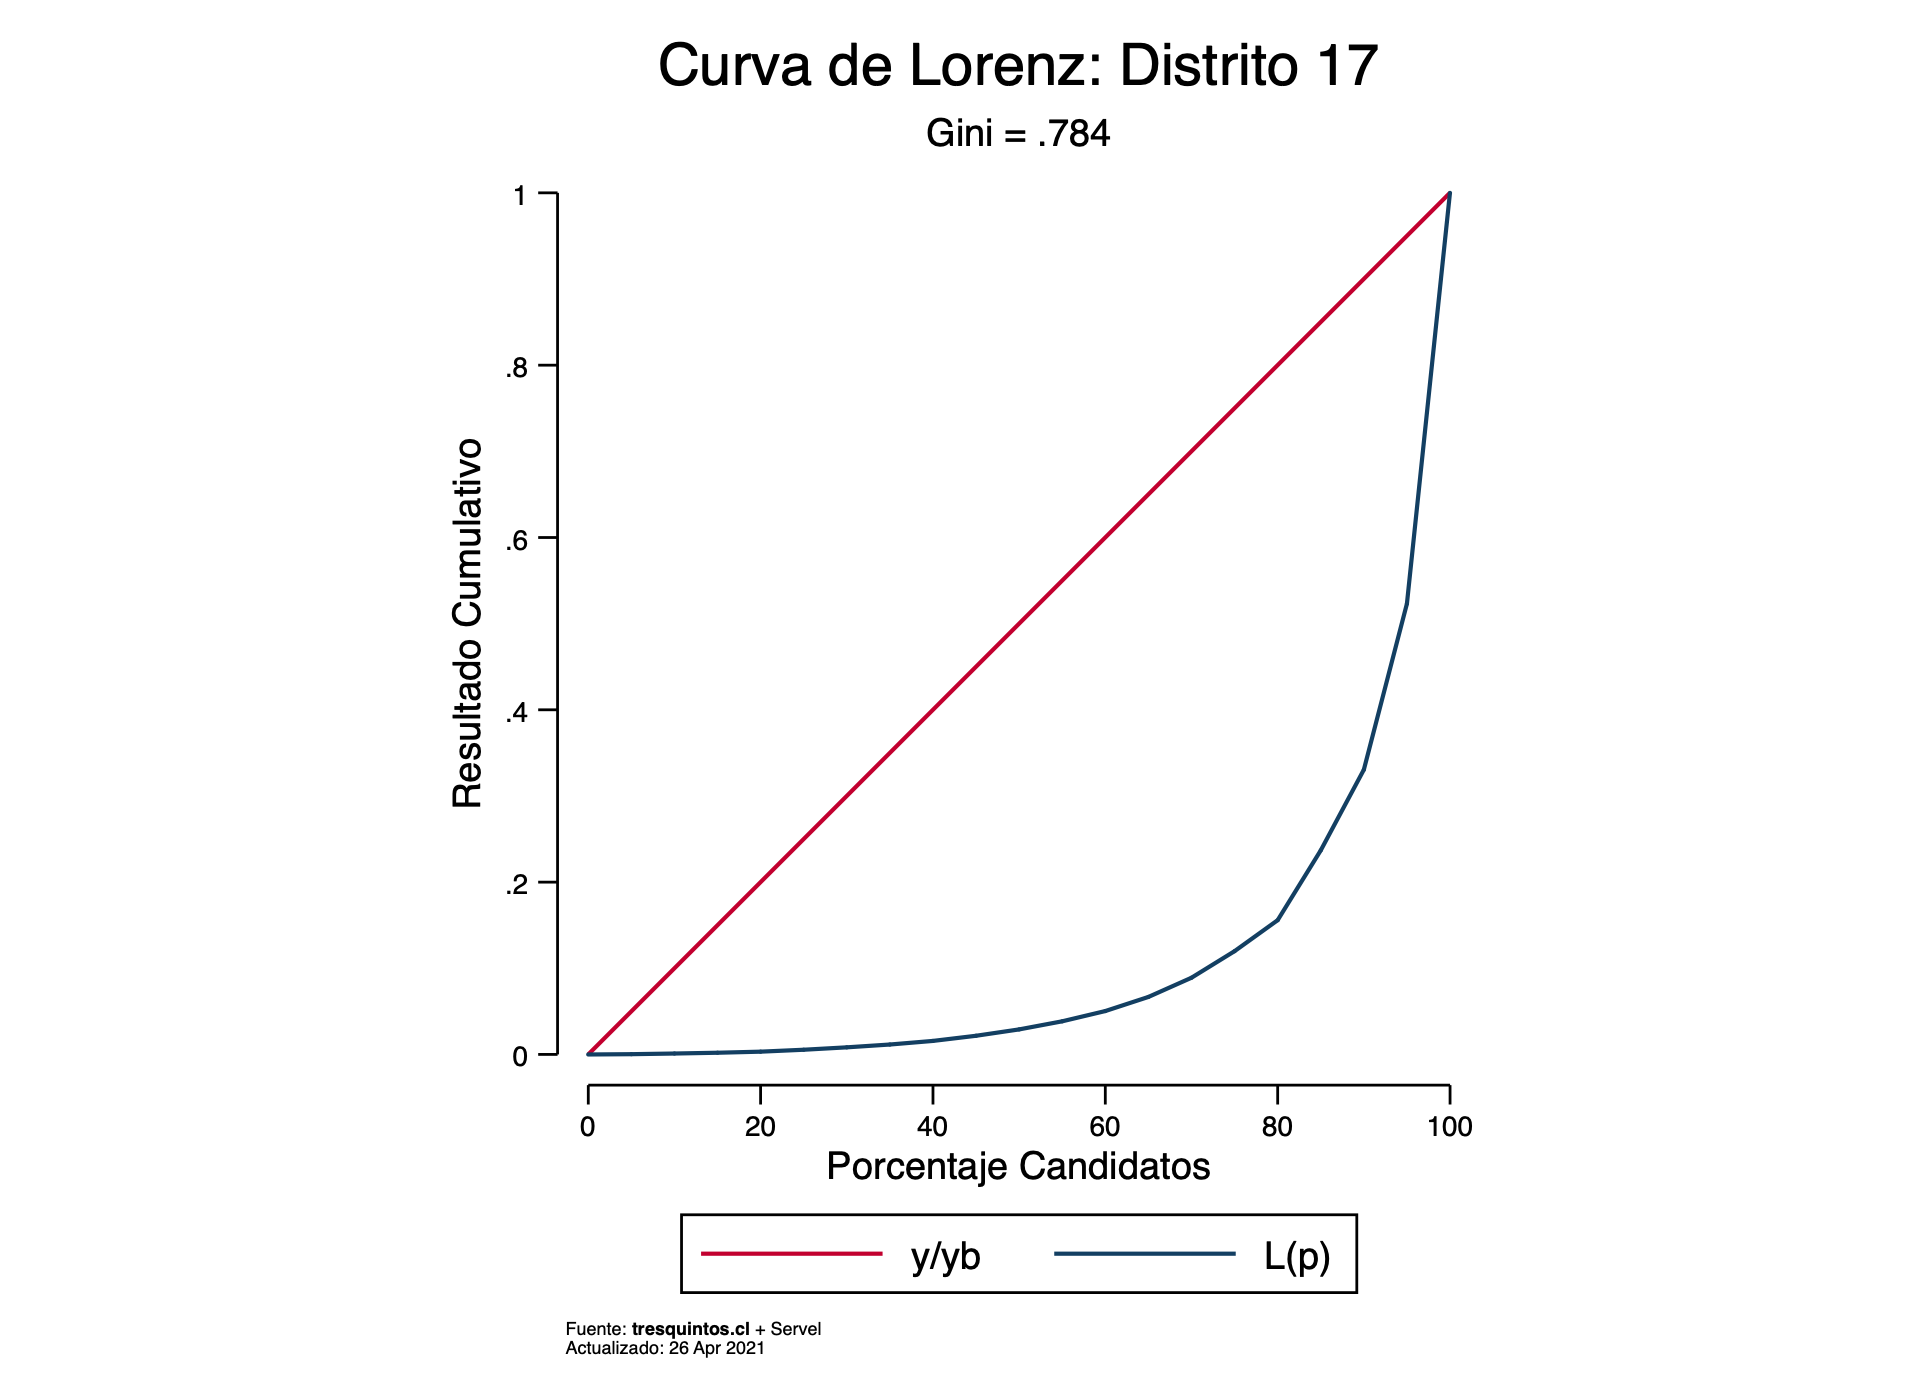 Curva de Lorenz: Distrito 17
Gini = .784
Resultado Cumulativo
1
.8
.6
.4
.2
0
0 20 40 60 80 100
Porcentaje Candidatos
y/yb L(p)
Fuente: tresquintos.cl + Servel
Actualizado: 26 Apr 2021